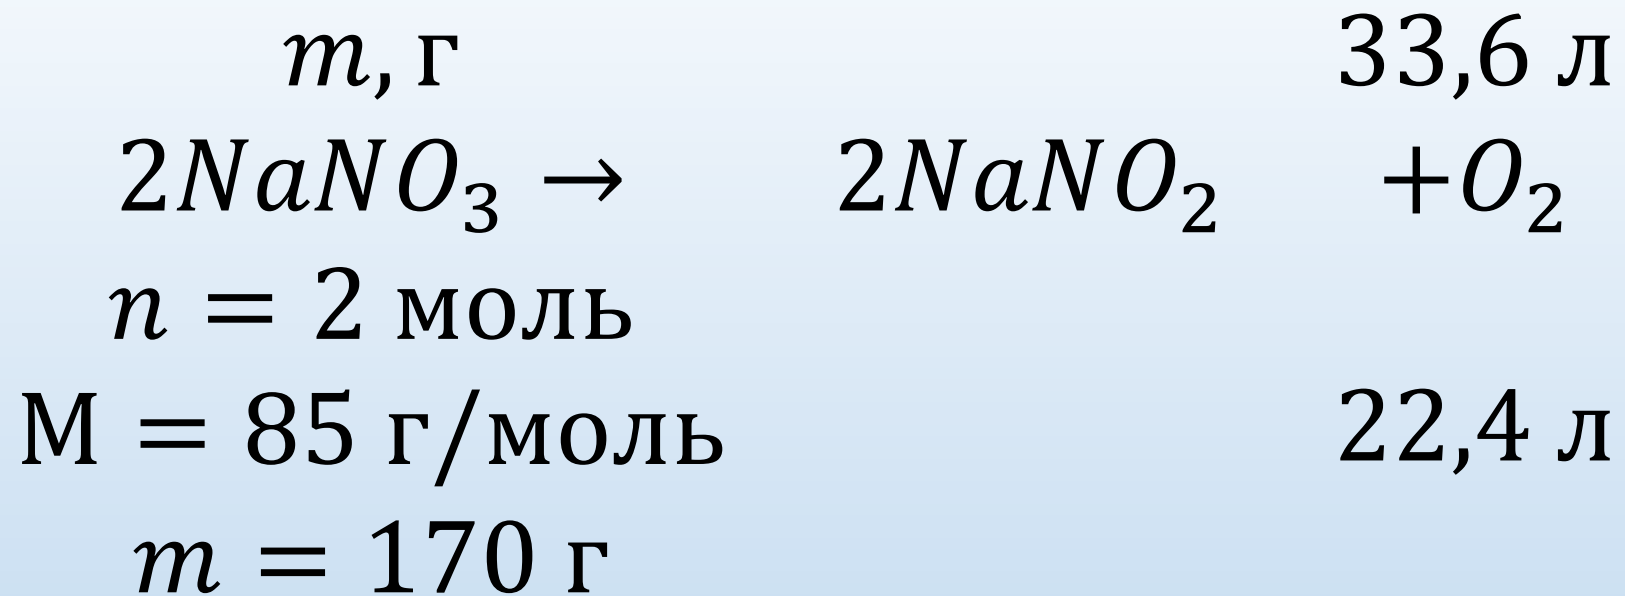 m, г 33,6 л
2NaNO₃ → 2NaNO₂ +O₂
n = 2 моль
M = 85 г/моль 22,4 л
m = 170 г